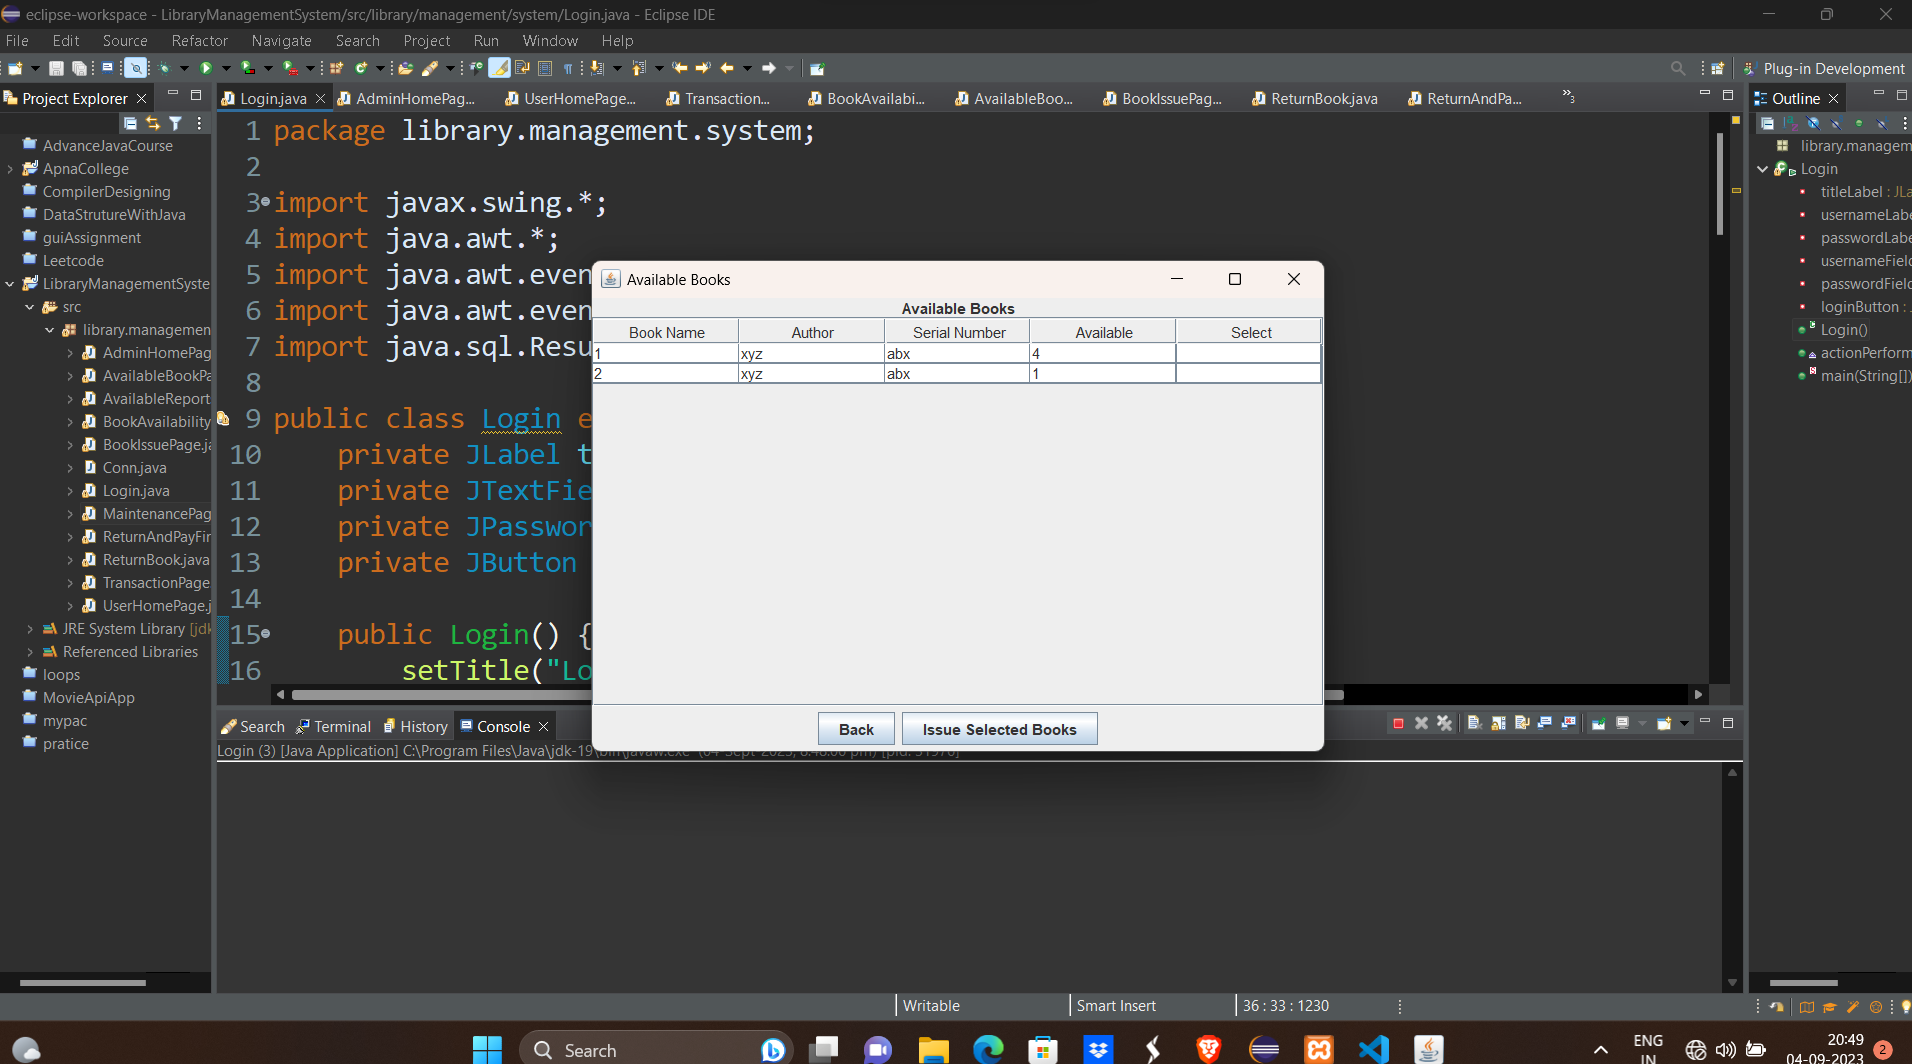 eclipse-workspace - LibraryManagementSystem/src/library/management/system/Login.java - Eclipse IDE
File Edit Source Refactor Navigate Search Project Run Window Help
Plug-in Development
Project Explorer
AdvanceJavaCourse
ApnaCollege
CompilerDesigning
DataStrutureWithJava
guiAssignment
Leetcode
LibraryManagementSyste
src
library.managemen
AdminHomePag
AvailableBookPa
AvailableReport
BookAvailability
BookIssuePage.ja
Conn.java
Login.java
MaintenancePag
ReturnAndPayFin
ReturnBook.java
TransactionPage
UserHomePage.j
JRE System Library [jdk
Referenced Libraries
loops
MovieApiApp
mypac
pratice
Login.java AdminHomePag... UserHomePage... Transaction... BookAvailabi... AvailableBoo... BookIssuePag... ReturnBook.java ReturnAndPa... »3
1 package library.management.system;
2
3 import javax.swing.*;
4 import java.awt.*;
5 import java.awt.even
6 import java.awt.even
7 import java.sql.Resu
8
9 public class Login e
10 private JLabel t
11 private JTextFie
12 private JPasswor
13 private JButton
14
15 public Login() {
16 setTitle("Lo
Available Books
Available Books
Book Name Author Serial Number Available Select
1 xyz abx 4
2 xyz abx 1
Back Issue Selected Books
Outline
library.managem
Login
titleLabel : JLa
usernameLabe
passwordLabe
usernameField
passwordField
loginButton :
Login()
actionPerform
main(String[])
Search Terminal History Console
Login (3) [Java Application] C:\Program Files\Java\jdk-19\bin\javaw.exe (04-Sept-2023, 8:48:06 pm) [pid: 31976]
Writable Smart Insert 36 : 33 : 1230
Search
ENG
IN
20:49
04-09-2023
2